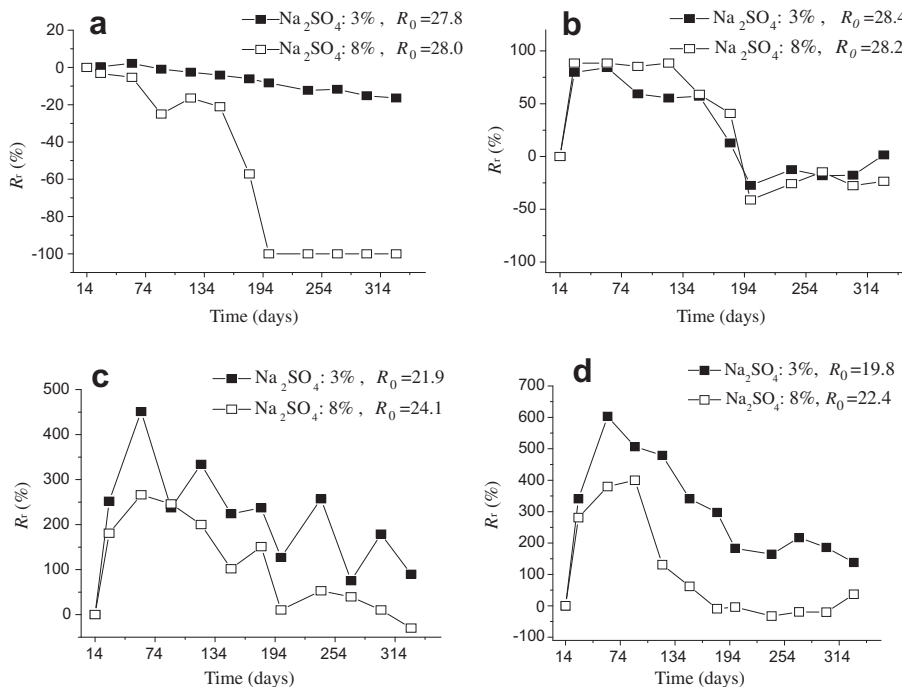 a
Na2SO4: 3% , R0=27.8
Na2SO4: 8% , R0=28.0
20
0
-20
-40
-60
-80
-100
Rr (%)
14 74 134 194 254 314
Time (days)
b
Na2SO4: 3% , R0=28.4
Na2SO4: 8% , R0=28.2
100
50
0
-50
-100
Rr (%)
14 74 134 194 254 314
Time (days)
c
Na2SO4: 3% , R0=21.9
Na2SO4: 8% , R0=24.1
500
400
300
200
100
0
Rr (%)
14 74 134 194 254 314
Time (days)
d
Na2SO4: 3%, R0=19.8
Na2SO4: 8%, R0=22.4
700
600
500
400
300
200
100
0
-100
Rr (%)
14 74 134 194 254 314
Time (days)